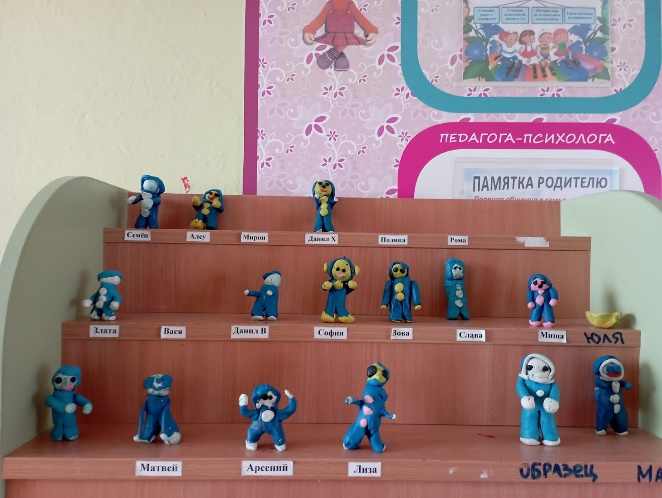 ПЕДАГОГА-ПСИХОЛОГА
ПАМЯТКА РОДИТЕЛЮ
Семён Алсу Мирон Данил Х Полина Рома
Злата Вася Данил В София Зова Слава Миша ЮЛЯ
Матвей Арсений Лиза ОБРАЗЕЦ МА